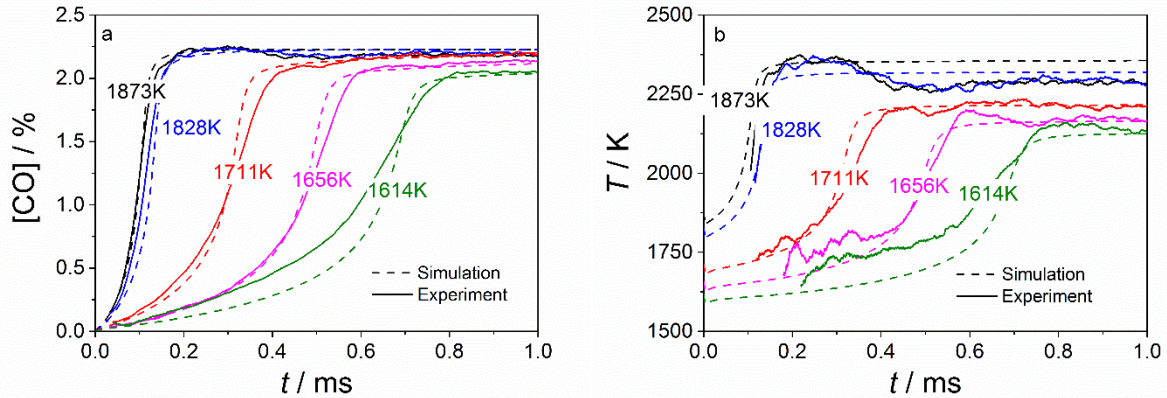 a
2.5
2.0
1.5
1.0
0.5
0.0
[CO] / %
1873K
1828K
1711K
1656K
1614K
Simulation
Experiment
0.0 0.2 0.4 0.6 0.8 1.0
t / ms
b
2500
2250
2000
1750
1500
T / K
1873K
1828K
1711K
1656K
1614K
Simulation
Experiment
0.0 0.2 0.4 0.6 0.8 1.0
t / ms